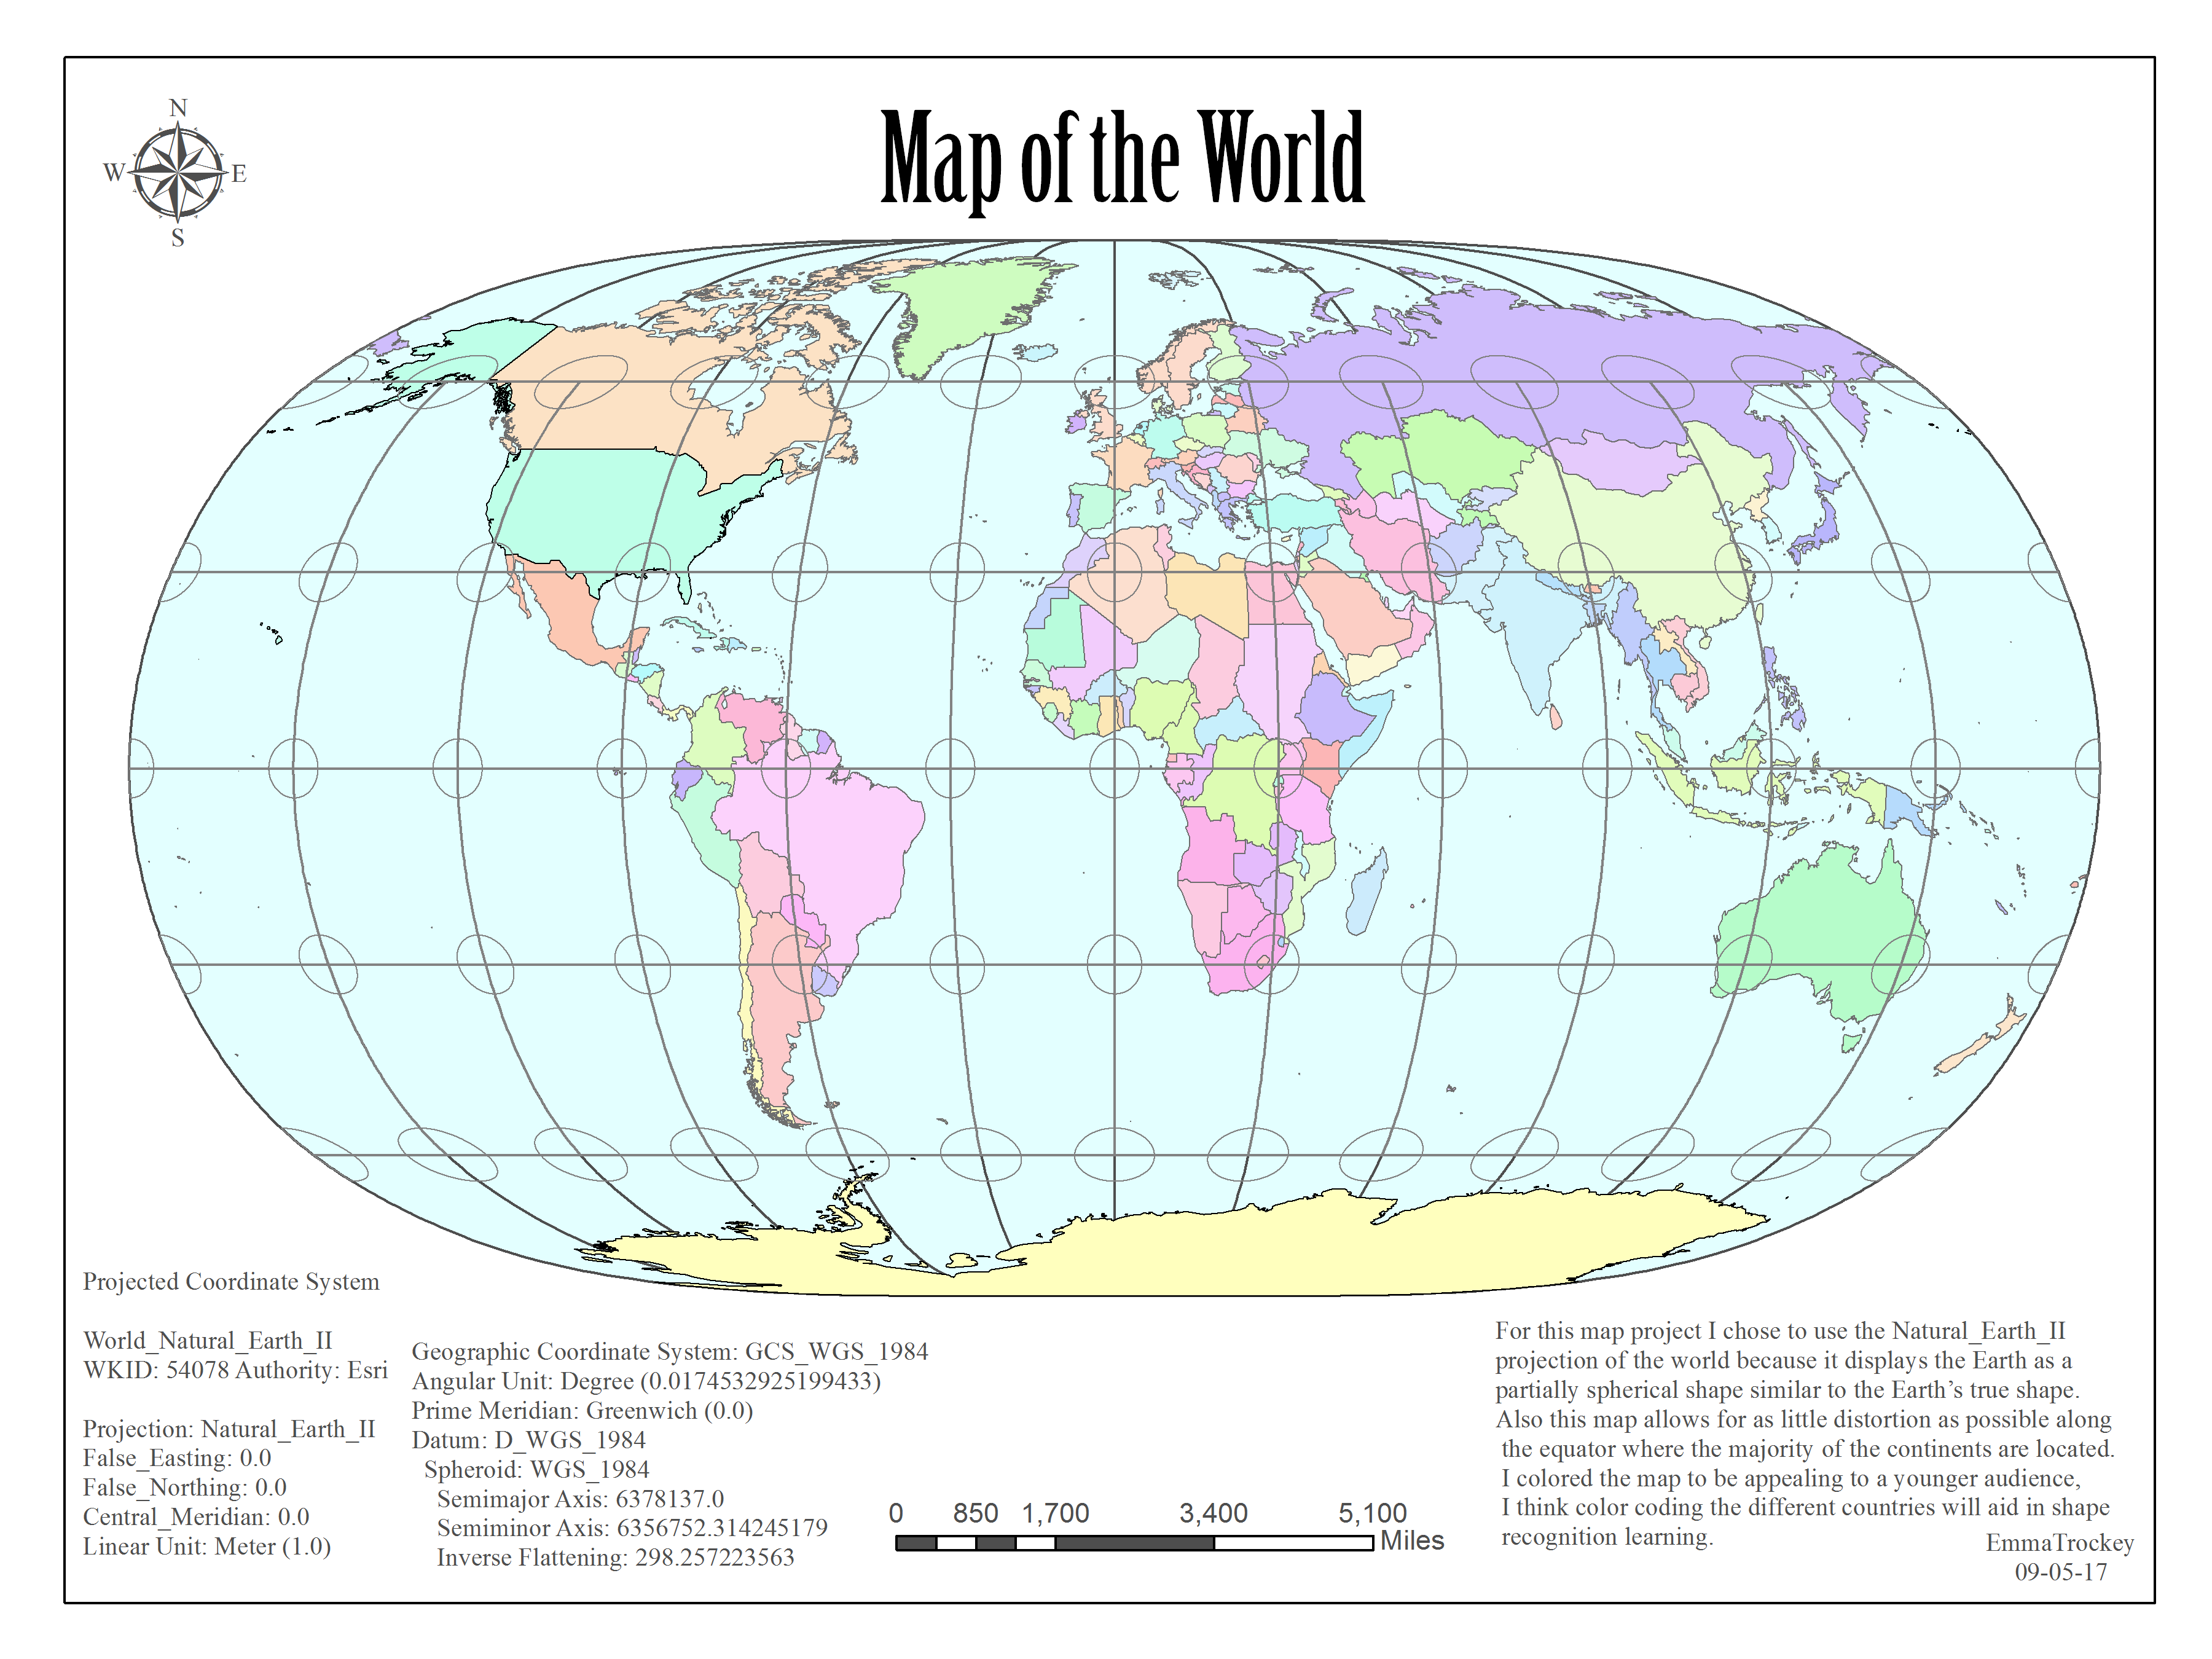 N
W E
S
Map of the World
Projected Coordinate System
World_Natural_Earth_II
WKID: 54078 Authority: Esri
Projection: Natural_Earth_II
False_Easting: 0.0
False_Northing: 0.0
Central_Meridian: 0.0
Linear Unit: Meter (1.0)
Geographic Coordinate System: GCS_WGS_1984
Angular Unit: Degree (0.0174532925199433)
Prime Meridian: Greenwich (0.0)
Datum: D_WGS_1984
Spheroid: WGS_1984
Semimajor Axis: 6378137.0
Semiminor Axis: 6356752.314245179
Inverse Flattening: 298.257223563
0 850 1,700 3,400 5,100
Miles
For this map project I chose to use the Natural_Earth_II
projection of the world because it displays the Earth as a
partially spherical shape similar to the Earth’s true shape.
Also this map allows for as little distortion as possible along
the equator where the majority of the continents are located.
I colored the map to be appealing to a younger audience,
I think color coding the different countries will aid in shape
recognition learning.
EmmaTrockey
09-05-17